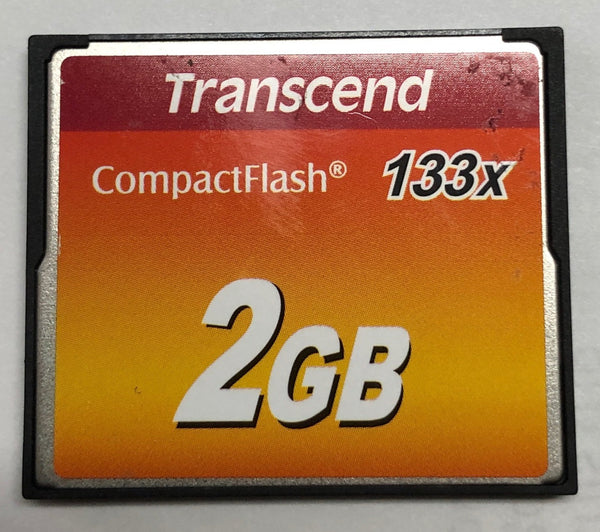 Transcend
CompactFlash® 133x
2GB